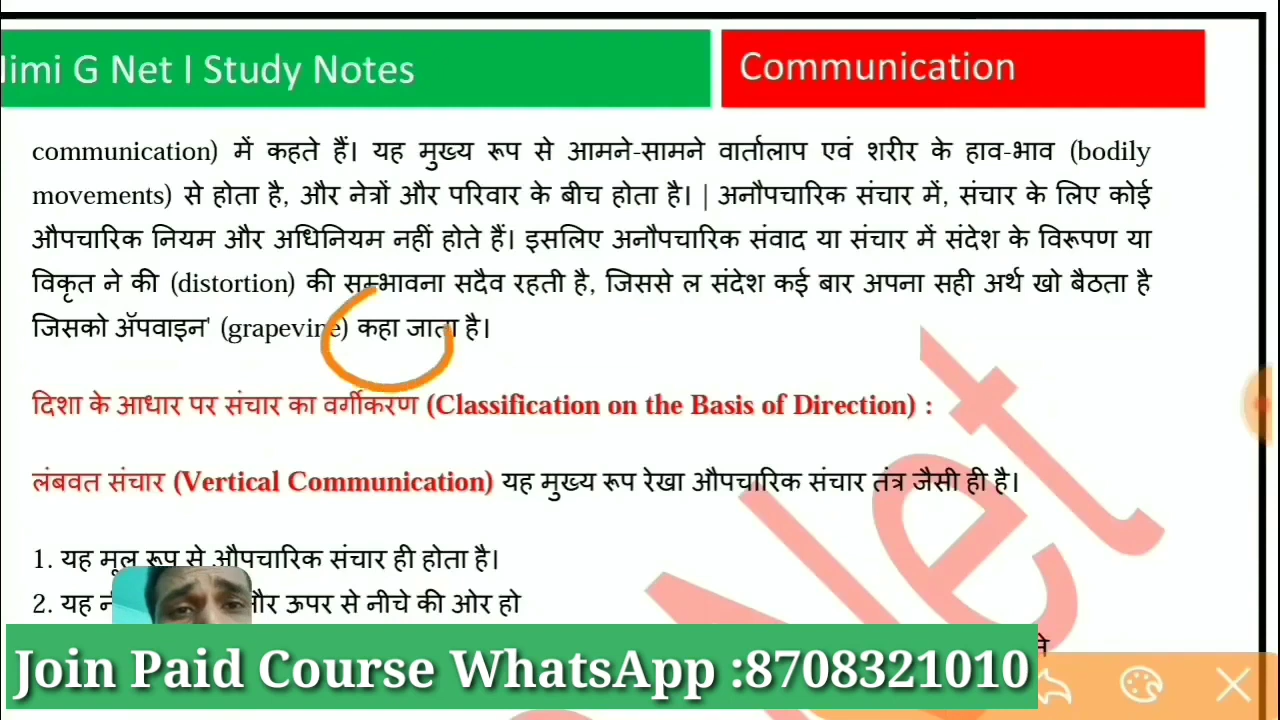 imi G Net I Study Notes
Communication
communication) में कहते हैं। यह मुख्य रूप से आमने-सामने वार्तालाप एवं शरीर के हाव-भाव (bodily
movements) से होता है, और नेत्रों और परिवार के बीच होता है। | अनौपचारिक संचार में, संचार के लिए कोई
औपचारिक नियम और अधिनियम नहीं होते हैं। इसलिए अनौपचारिक संवाद या संचार में संदेश के विरूपण या
विकृत ने की (distortion) की सम्भावना सदैव रहती है, जिससे ल संदेश कई बार अपना सही अर्थ खो बैठता है
जिसको ॲपवाइन' (grapevine) कहा जाता है।
दिशा के आधार पर संचार का वर्गीकरण (Classification on the Basis of Direction) :
लंबवत संचार (Vertical Communication) यह मुख्य रूप रेखा औपचारिक संचार तंत्र जैसी ही है।
1. यह मूल रूप से औपचारिक संचार ही होता है।
2. यह ऊपर से नीचे की ओर हो
Join Paid Course WhatsApp :8708321010
Net